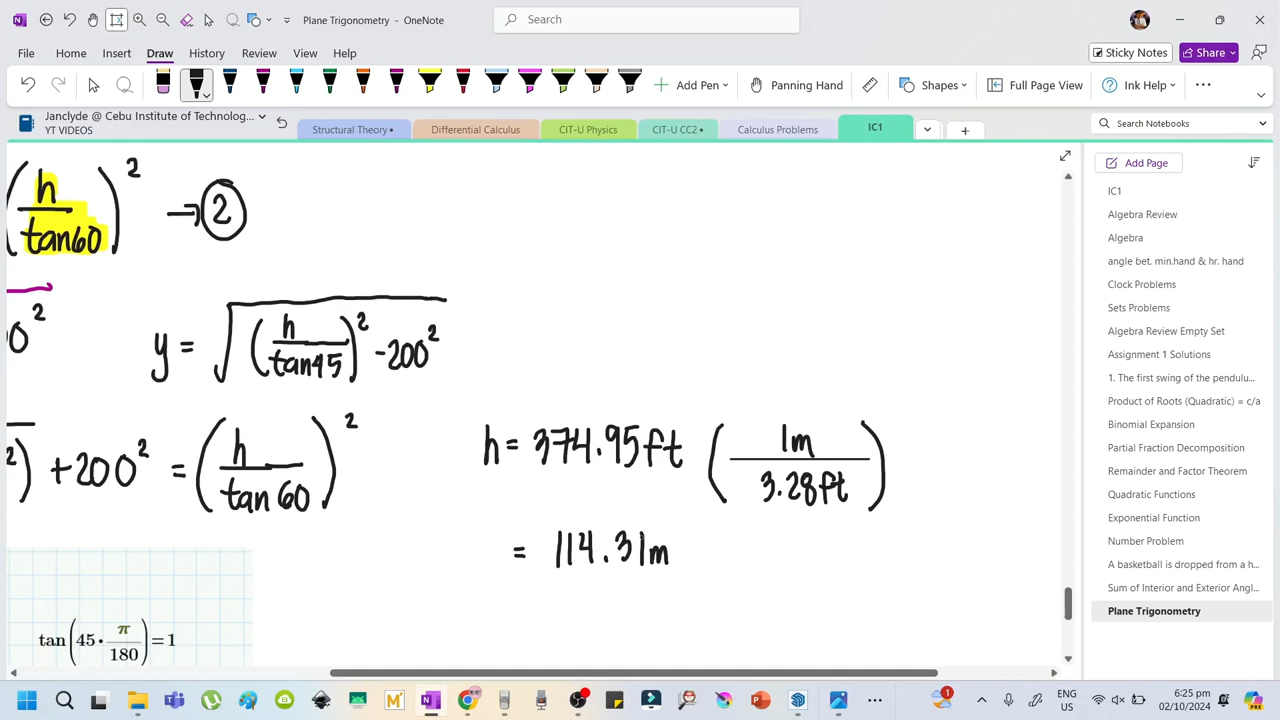 Plane Trigonometry - OneNote
Search
File Home Insert Draw History Review View Help
Sticky Notes
Share
Add Pen
Panning Hand
Shapes
Full Page View
Ink Help
Janclyde @ Cebu Institute of Technolog...
YT VIDEOS
Structural Theory
Differential Calculus
CIT-U Physics
CIT-U CC2
Calculus Problems
IC1
Search Notebooks
Add Page
IC1
Algebra Review
Algebra
angle bet. min.hand & hr. hand
Clock Problems
Sets Problems
Algebra Review Empty Set
Assignment 1 Solutions
1. The first swing of the pendulu...
Product of Roots (Quadratic) = c/a
Binomial Expansion
Partial Fraction Decomposition
Remainder and Factor Theorem
Quadratic Functions
Exponential Function
Number Problem
A basketball is dropped from a h...
Sum of Interior and Exterior Angl...
Plane Trigonometry
(h/tan60)² → 2
0² y = √((h/tan45)² - 200²)
²) + 200² = (h/tan 60)²
h = 374.95ft (1m/3.28ft)
= 114.31m
tan(45·π/180)=1
1
ENG
US
6:25 pm
02/10/2024